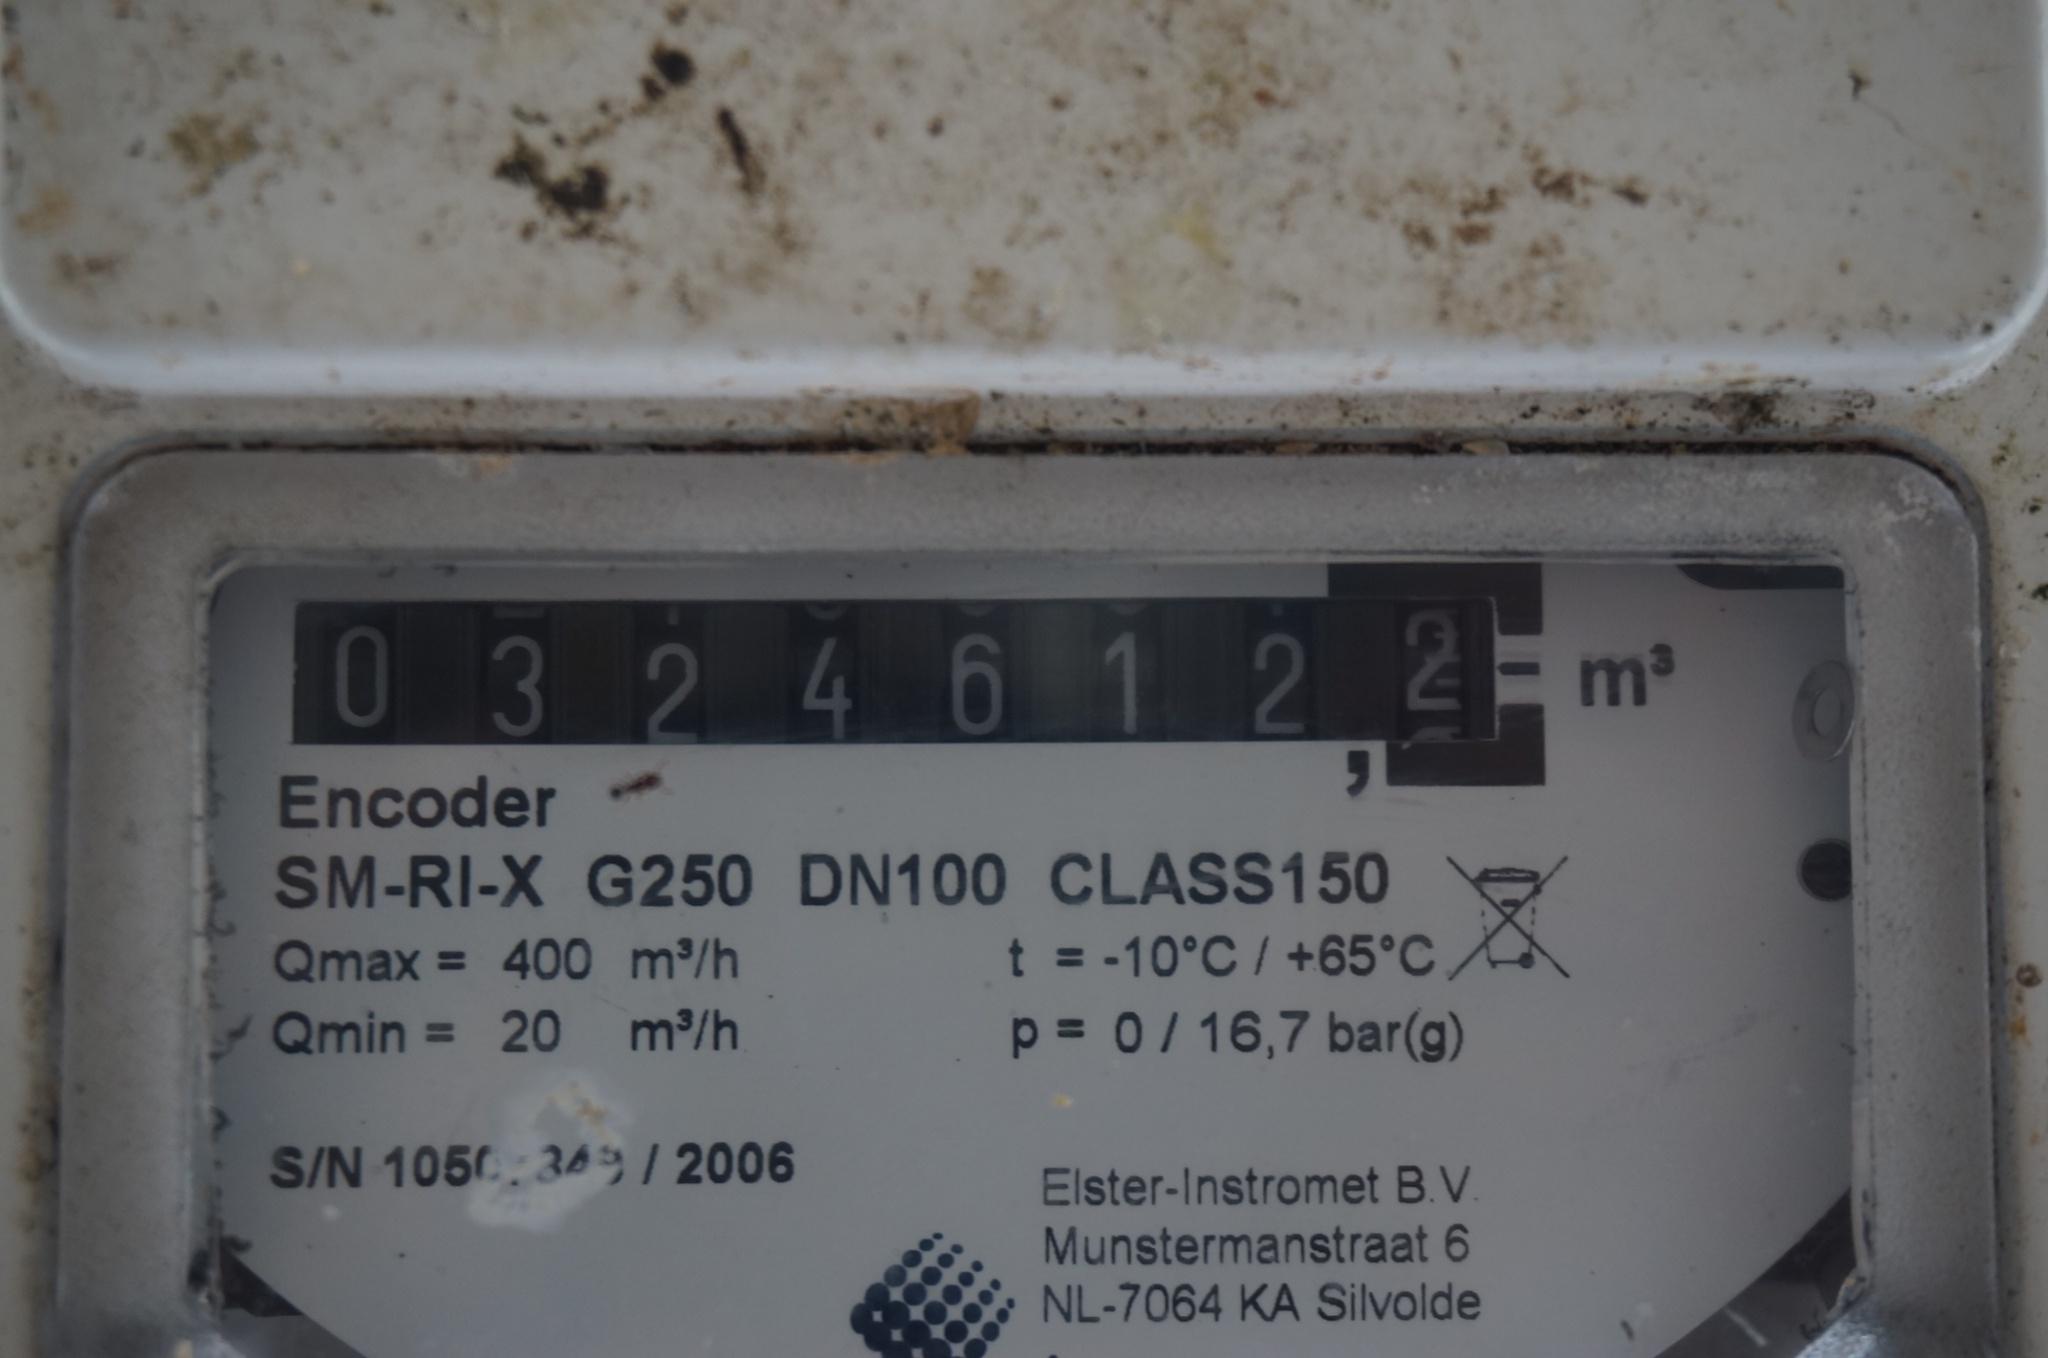 0 3 2 4 6 1 2 , m³
Encoder
SM-RI-X G250 DN100 CLASS150
Qmax = 400 m³/h t = -10°C / +65°C
Qmin = 20 m³/h p = 0 / 16,7 bar(g)
S/N / 2006
Elster-Instromet B.V.
Munstermanstraat 6
NL-7064 KA Silvolde